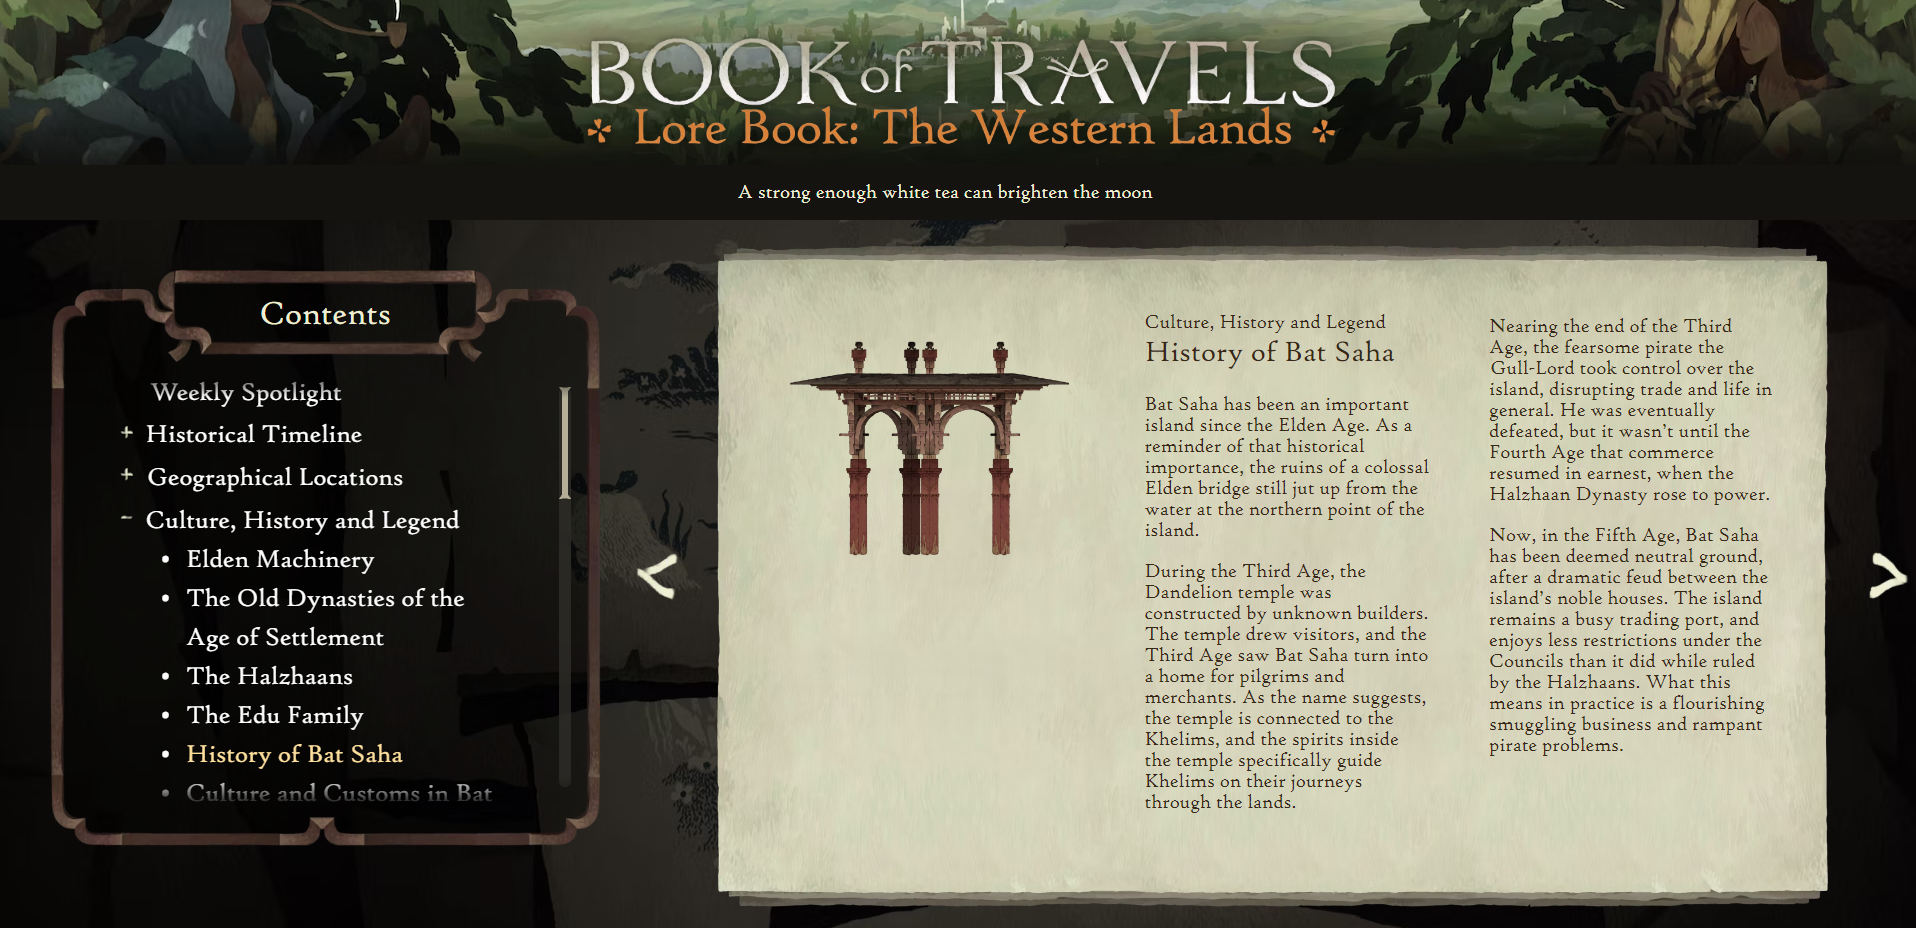 BOOK of TRAVELS
Lore Book: The Western Lands
A strong enough white tea can brighten the moon
Contents
Weekly Spotlight
+ Historical Timeline
+ Geographical Locations
- Culture, History and Legend
• Elden Machinery
• The Old Dynasties of the
Age of Settlement
• The Halzhaans
• The Edu Family
• History of Bat Saha
• Culture and Customs in Bat
<
Culture, History and Legend
History of Bat Saha
Bat Saha has been an important
island since the Elden Age. As a
reminder of that historical
importance, the ruins of a colossal
Elden bridge still jut up from the
water at the northern point of the
island.
During the Third Age, the
Dandelion temple was
constructed by unknown builders.
The temple drew visitors, and the
Third Age saw Bat Saha turn into
a home for pilgrims and
merchants. As the name suggests,
the temple is connected to the
Khelims, and the spirits inside
the temple specifically guide
Khelims on their journeys
through the lands.
Nearing the end of the Third
Age, the fearsome pirate the
Gull-Lord took control over the
island, disrupting trade and life in
general. He was eventually
defeated, but it wasn't until the
Fourth Age that commerce
resumed in earnest, when the
Halzhaan Dynasty rose to power.
Now, in the Fifth Age, Bat Saha
has been deemed neutral ground,
after a dramatic feud between the
island's noble houses. The island
remains a busy trading port, and
enjoys less restrictions under the
Councils than it did while ruled
by the Halzhaans. What this
means in practice is a flourishing
smuggling business and rampant
pirate problems.
>